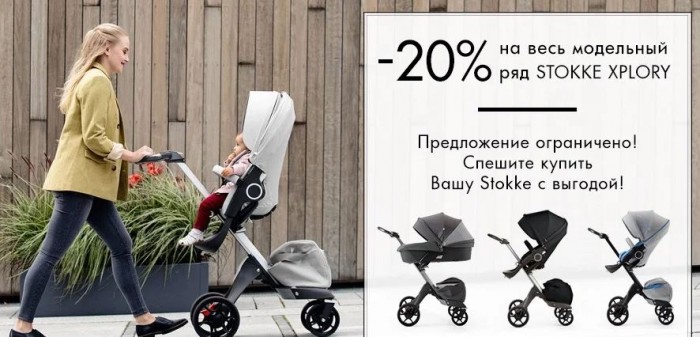 -20% на весь модельный
ряд STOKKE XPLORY
Предложение ограничено!
Спешите купить
Вашу Stokke с выгодой!